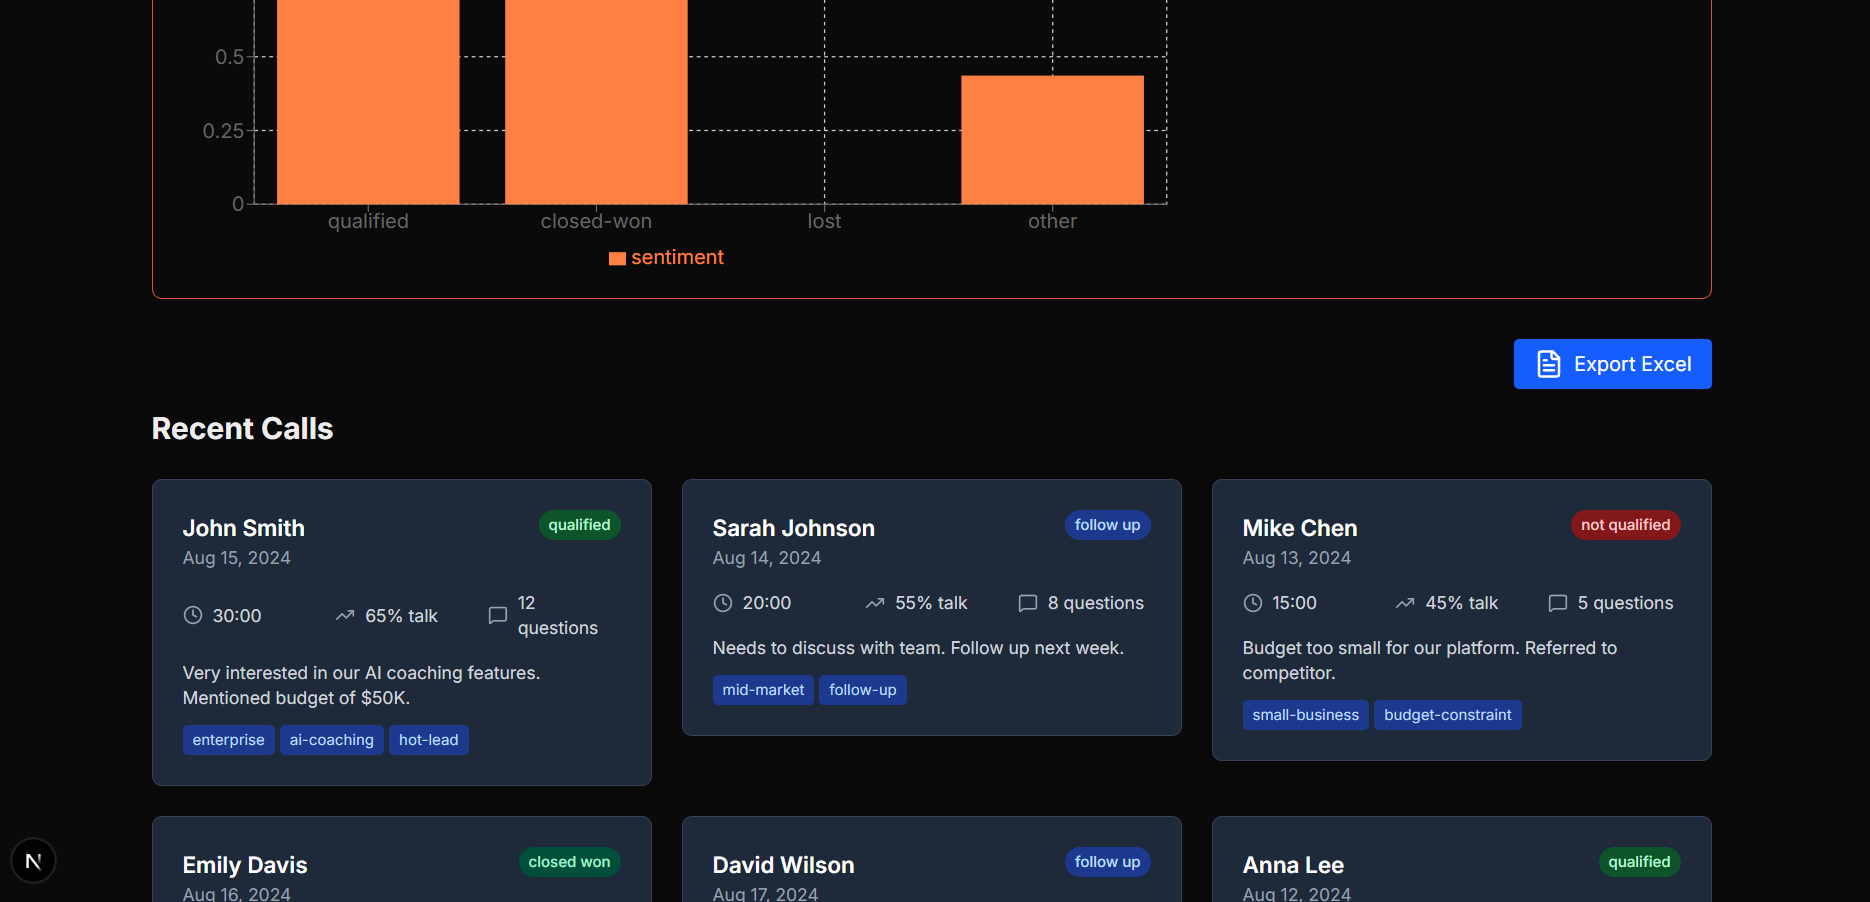 0.5
0.25
0
qualified closed-won lost other
sentiment
Export Excel
Recent Calls
John Smith qualified
Aug 15, 2024
30:00 65% talk 12 questions
Very interested in our AI coaching features.
Mentioned budget of $50K.
enterprise ai-coaching hot-lead
Sarah Johnson follow up
Aug 14, 2024
20:00 55% talk 8 questions
Needs to discuss with team. Follow up next week.
mid-market follow-up
Mike Chen not qualified
Aug 13, 2024
15:00 45% talk 5 questions
Budget too small for our platform. Referred to
competitor.
small-business budget-constraint
Emily Davis closed won
Aug 16, 2024
David Wilson follow up
Aug 17, 2024
Anna Lee qualified
Aug 12, 2024
N